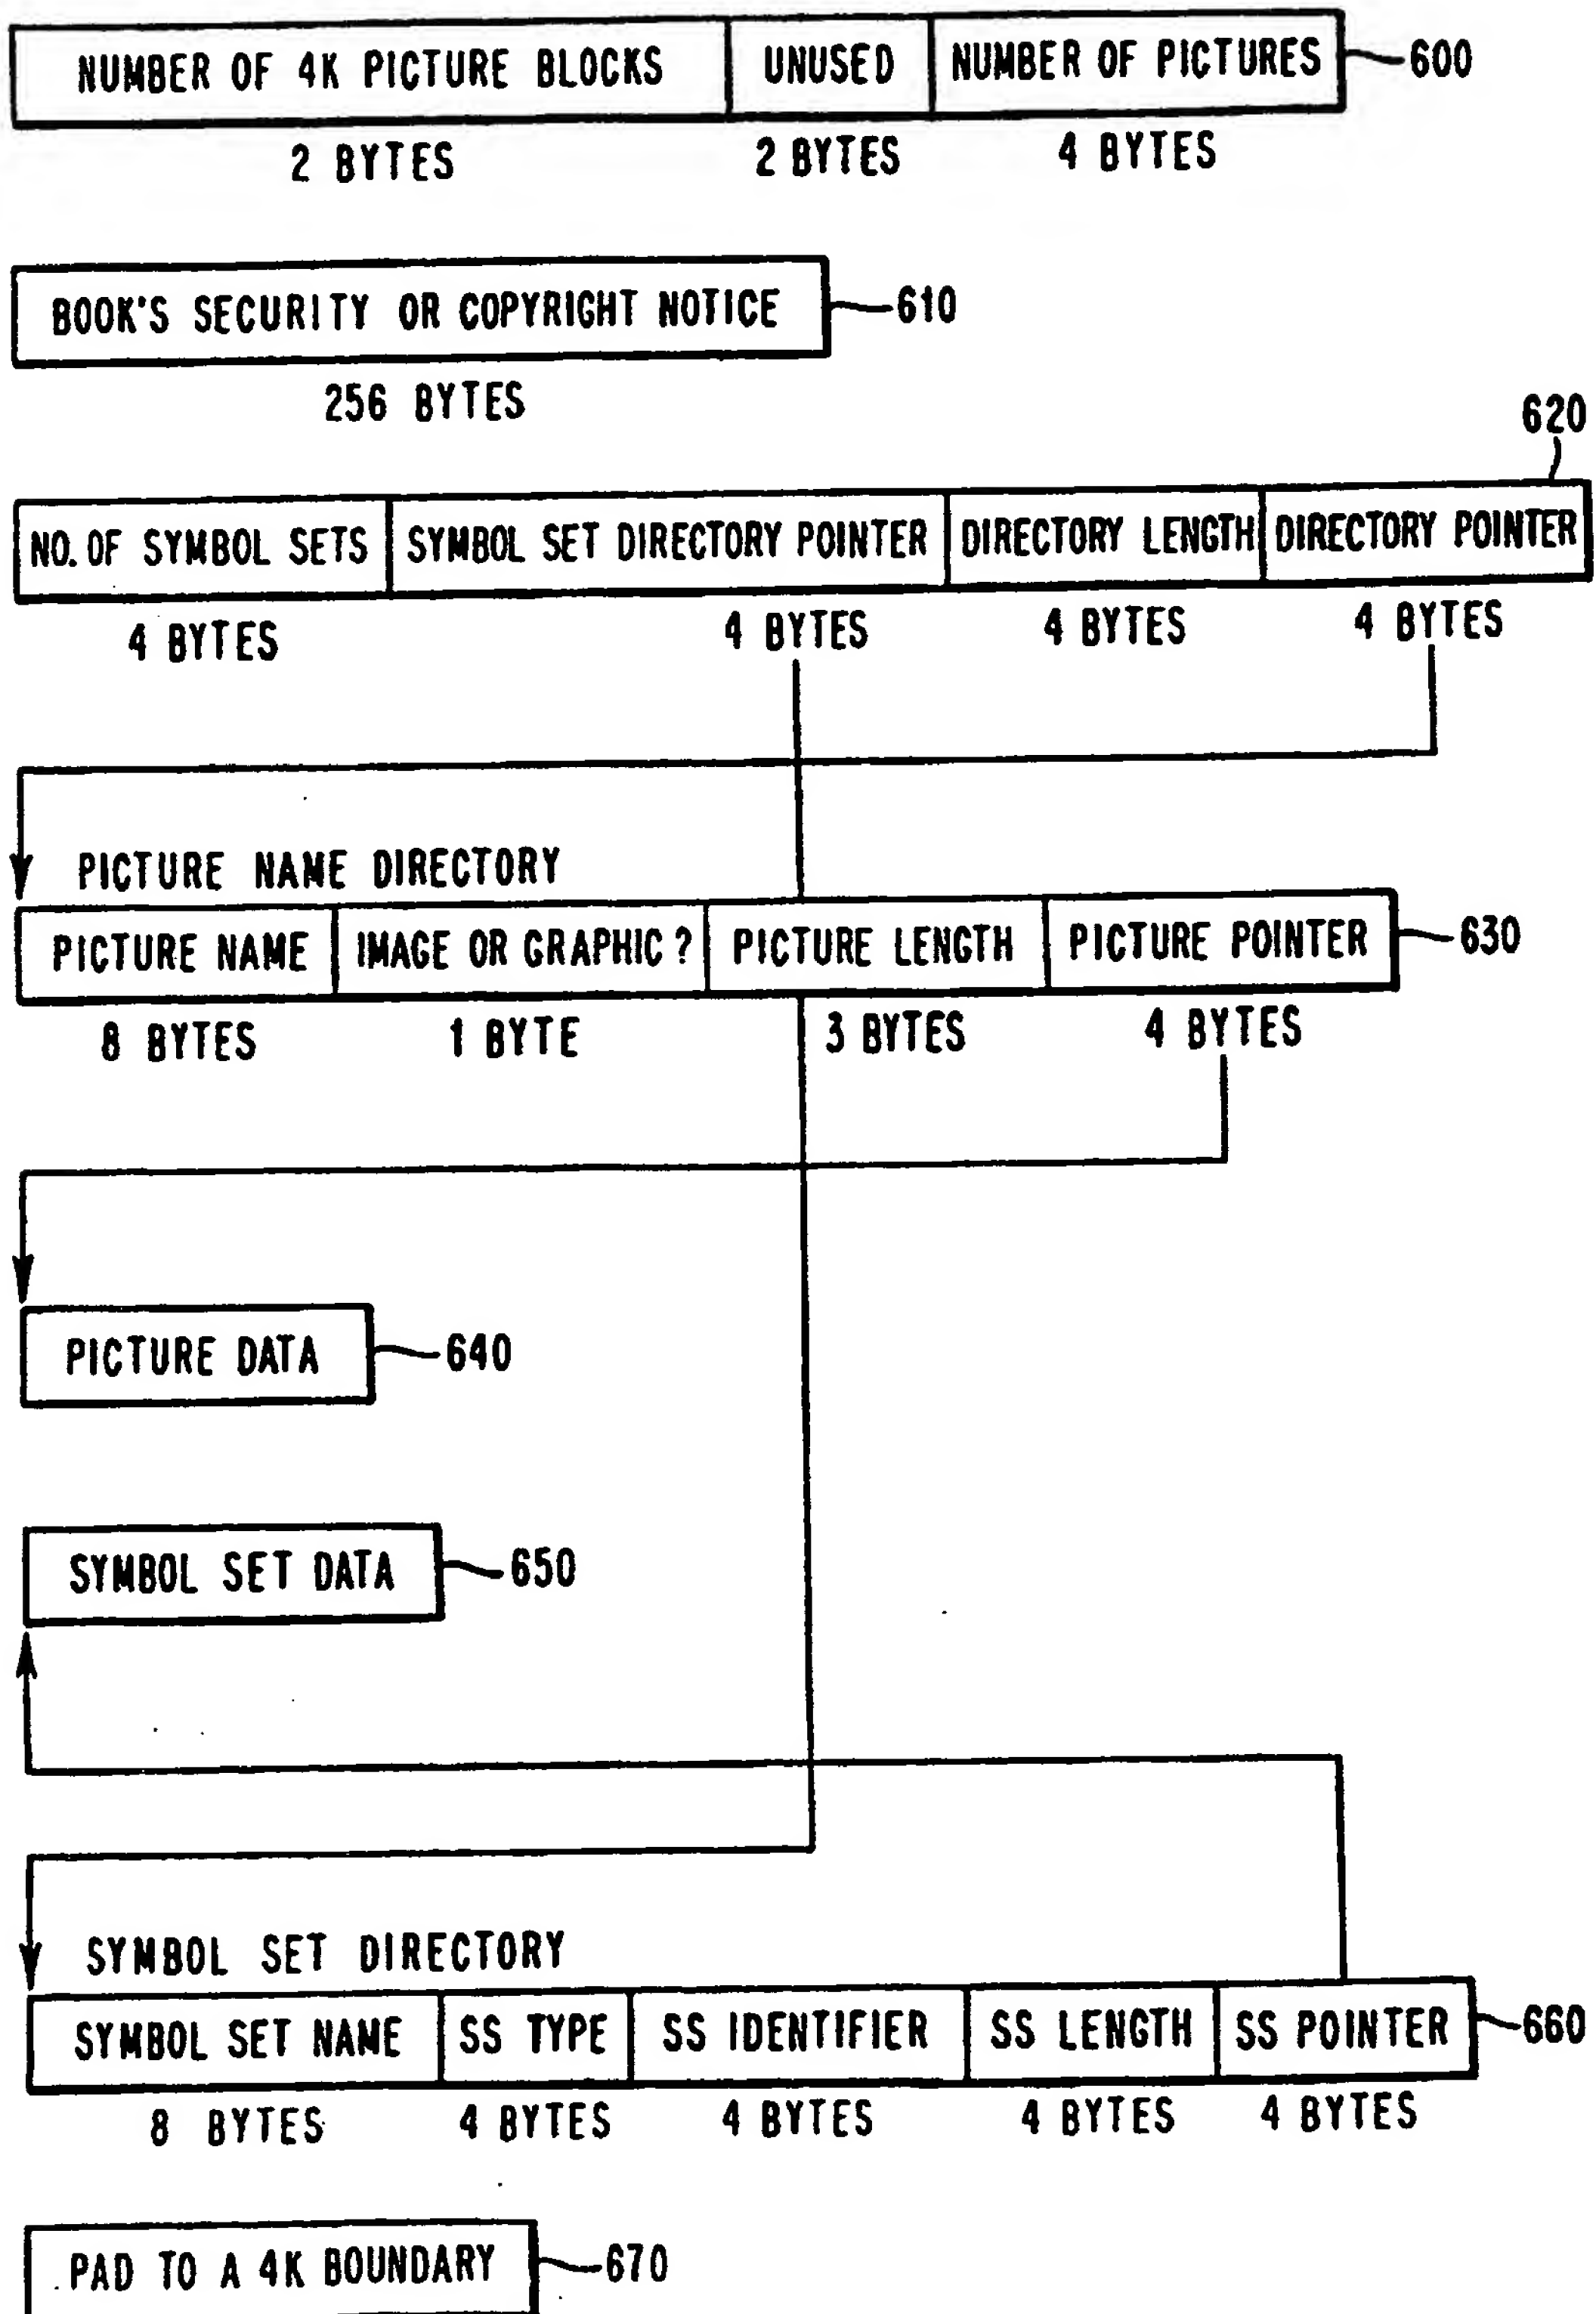 NUMBER OF 4K PICTURE BLOCKS UNUSED NUMBER OF PICTURES 600
2 BYTES 2 BYTES 4 BYTES
BOOK'S SECURITY OR COPYRIGHT NOTICE 610
256 BYTES
620
NO. OF SYMBOL SETS SYMBOL SET DIRECTORY POINTER DIRECTORY LENGTH DIRECTORY POINTER
4 BYTES 4 BYTES 4 BYTES 4 BYTES
PICTURE NAME DIRECTORY
PICTURE NAME IMAGE OR GRAPHIC ? PICTURE LENGTH PICTURE POINTER 630
8 BYTES 1 BYTE 3 BYTES 4 BYTES
PICTURE DATA 640
SYMBOL SET DATA 650
SYMBOL SET DIRECTORY
SYMBOL SET NAME SS TYPE SS IDENTIFIER SS LENGTH SS POINTER 660
8 BYTES 4 BYTES 4 BYTES 4 BYTES 4 BYTES
PAD TO A 4K BOUNDARY 670